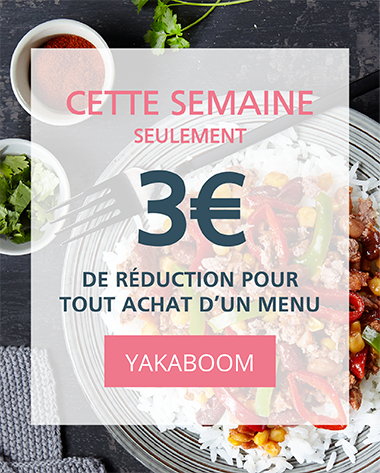 CETTE SEMAINE
SEULEMENT
3€
DE RÉDUCTION POUR
TOUT ACHAT D'UN MENU
YAKABOOM